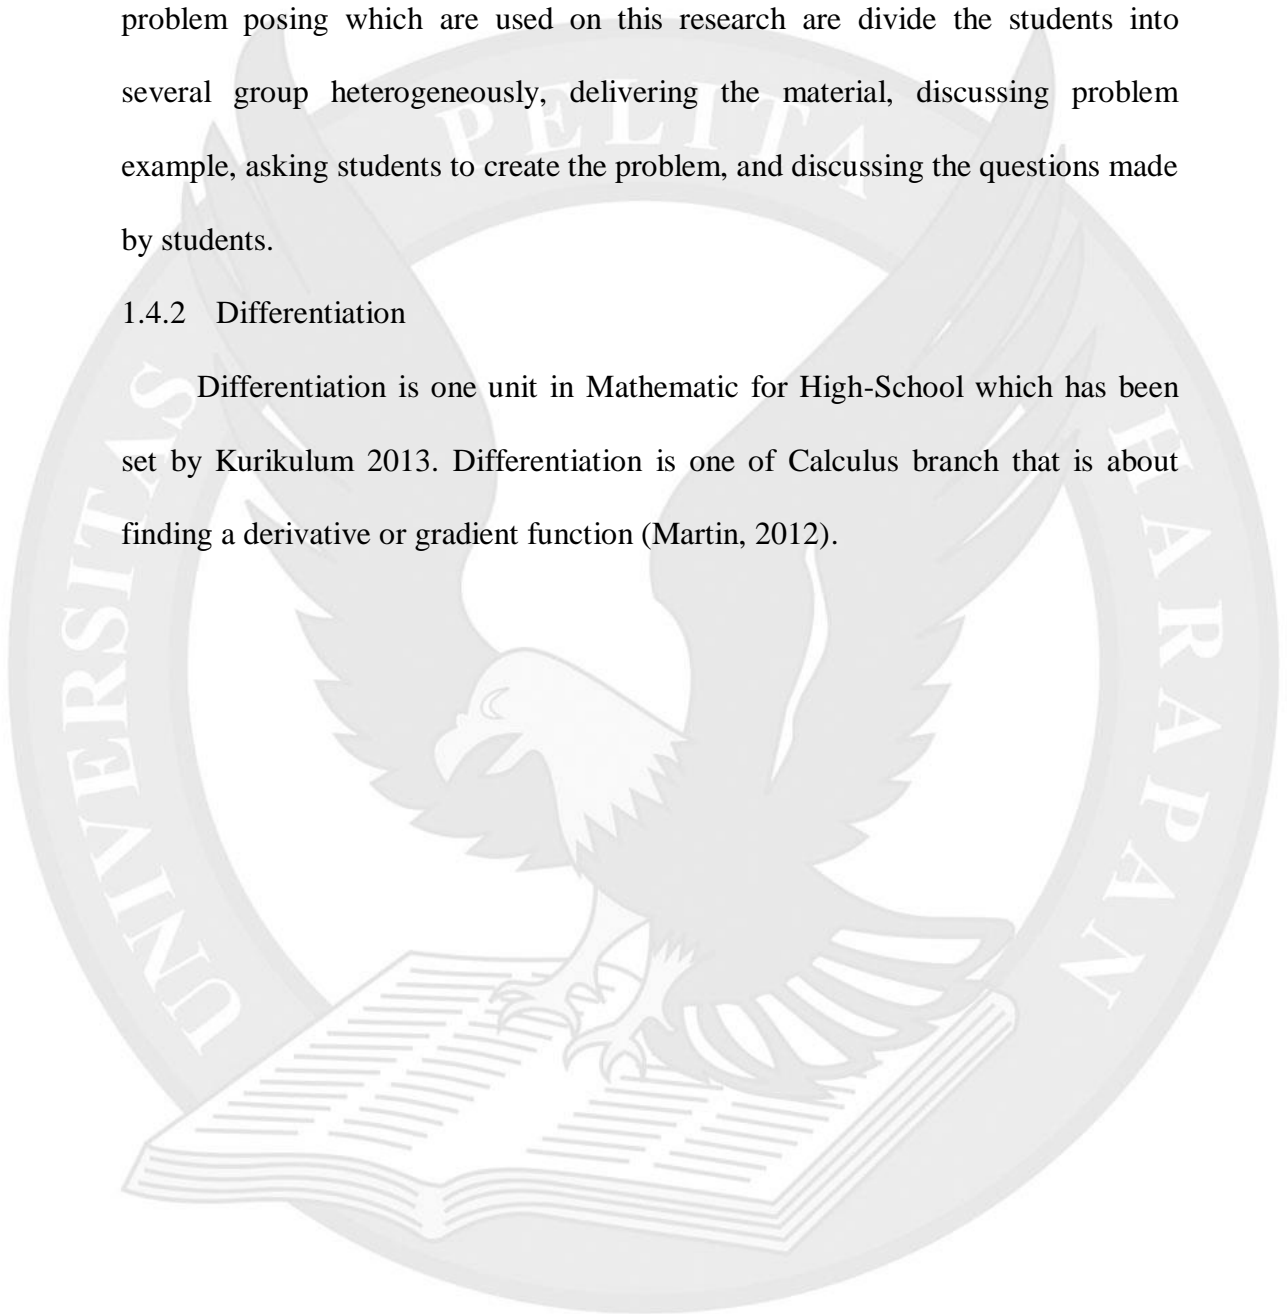 problem posing which are used on this research are divide the students into
several group heterogeneously, delivering the material, discussing problem
example, asking students to create the problem, and discussing the questions made
by students.
1.4.2 Differentiation
Differentiation is one unit in Mathematic for High-School which has been
set by Kurikulum 2013. Differentiation is one of Calculus branch that is about
finding a derivative or gradient function (Martin, 2012).
UNIVERSITAS PELITA HARAPAN